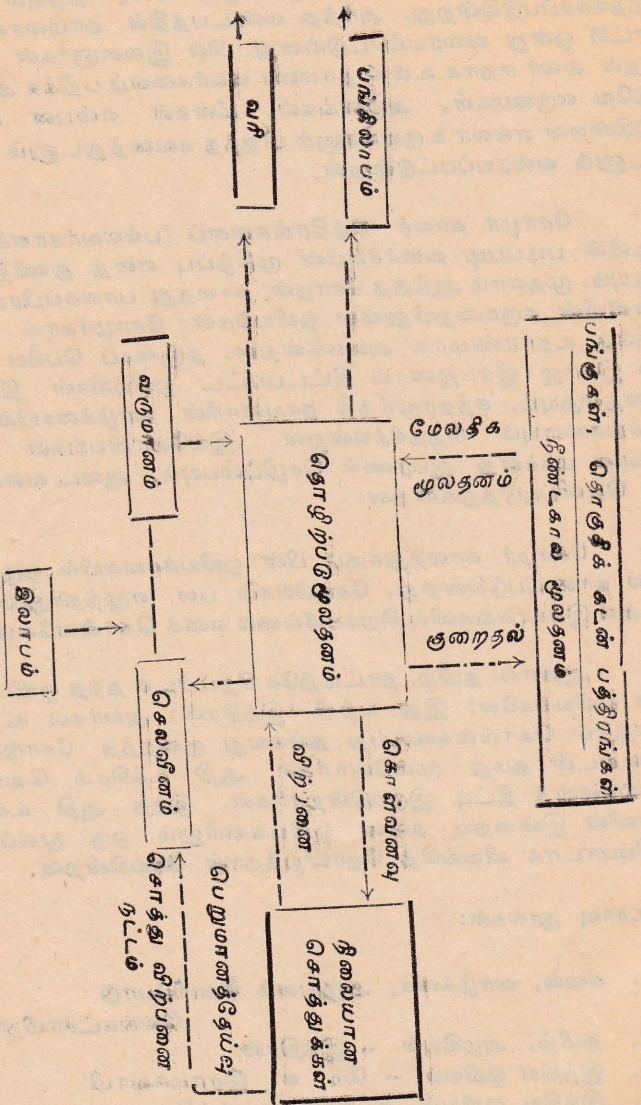 வரி
பங்கிலாபம்
வருமானம்
இலாபம்
தொழிற்படுமூலதனம்
மேலதிக
மூலதனம்
குறைதல்
பங்குகள் தொகுதிக் கடன் பத்திரங்கள்
நீண்டகால மூலதனம்
செலவினம்
விற்பனை
கொள்ளளவு
பெறுமானத்தேய்வு
சொத்து விற்பனை
நட்டம்
நிலையான
சொத்துக்கள்